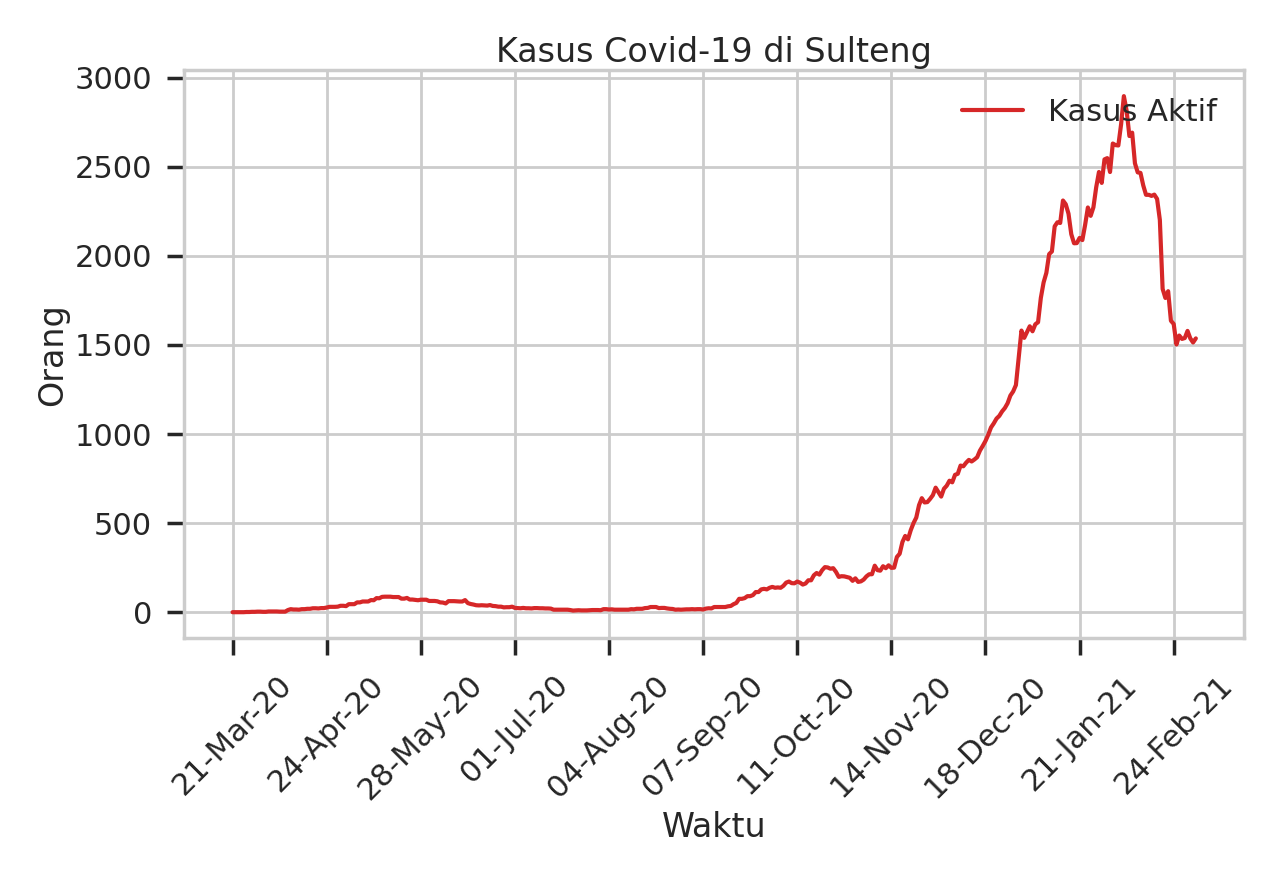 Kasus Covid-19 di Sulteng
Kasus Aktif
3000
2500
2000
1500
1000
500
0
Orang
21-Mar-20
24-Apr-20
28-May-20
01-Jul-20
04-Aug-20
07-Sep-20
11-Oct-20
14-Nov-20
18-Dec-20
21-Jan-21
24-Feb-21
Waktu